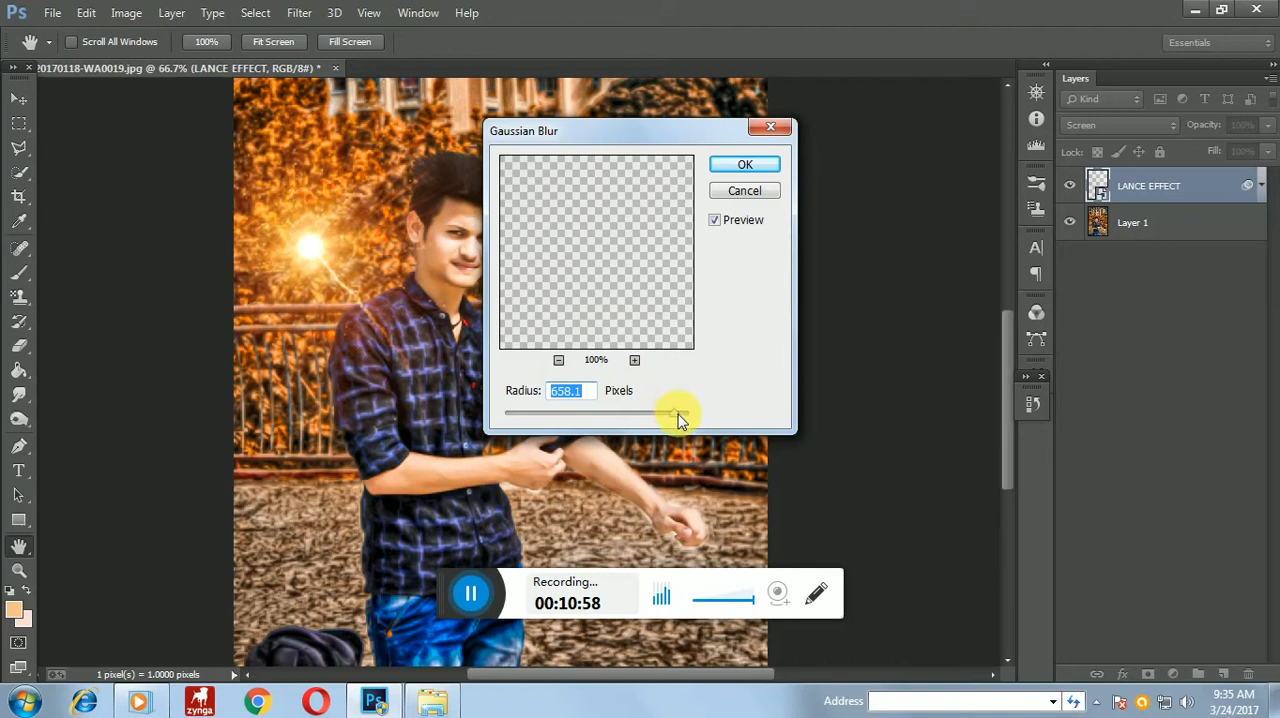 Ps File Edit Image Layer Type Select Filter 3D View Window Help
Scroll All Windows 100% Fit Screen Fill Screen Essentials
20170118-WA0019.jpg @ 66.7% (LANCE EFFECT, RGB/8#) *
Layers
Kind
Screen Opacity: 100%
Lock: Fill: 100%
LANCE EFFECT
Layer 1
Gaussian Blur
OK
Cancel
Preview
100%
Radius: 658.1 Pixels
Recording...
00:10:58
1 pixel(s) = 1.0000 pixels
zynga
Ps
Address
9:35 AM
3/24/2017